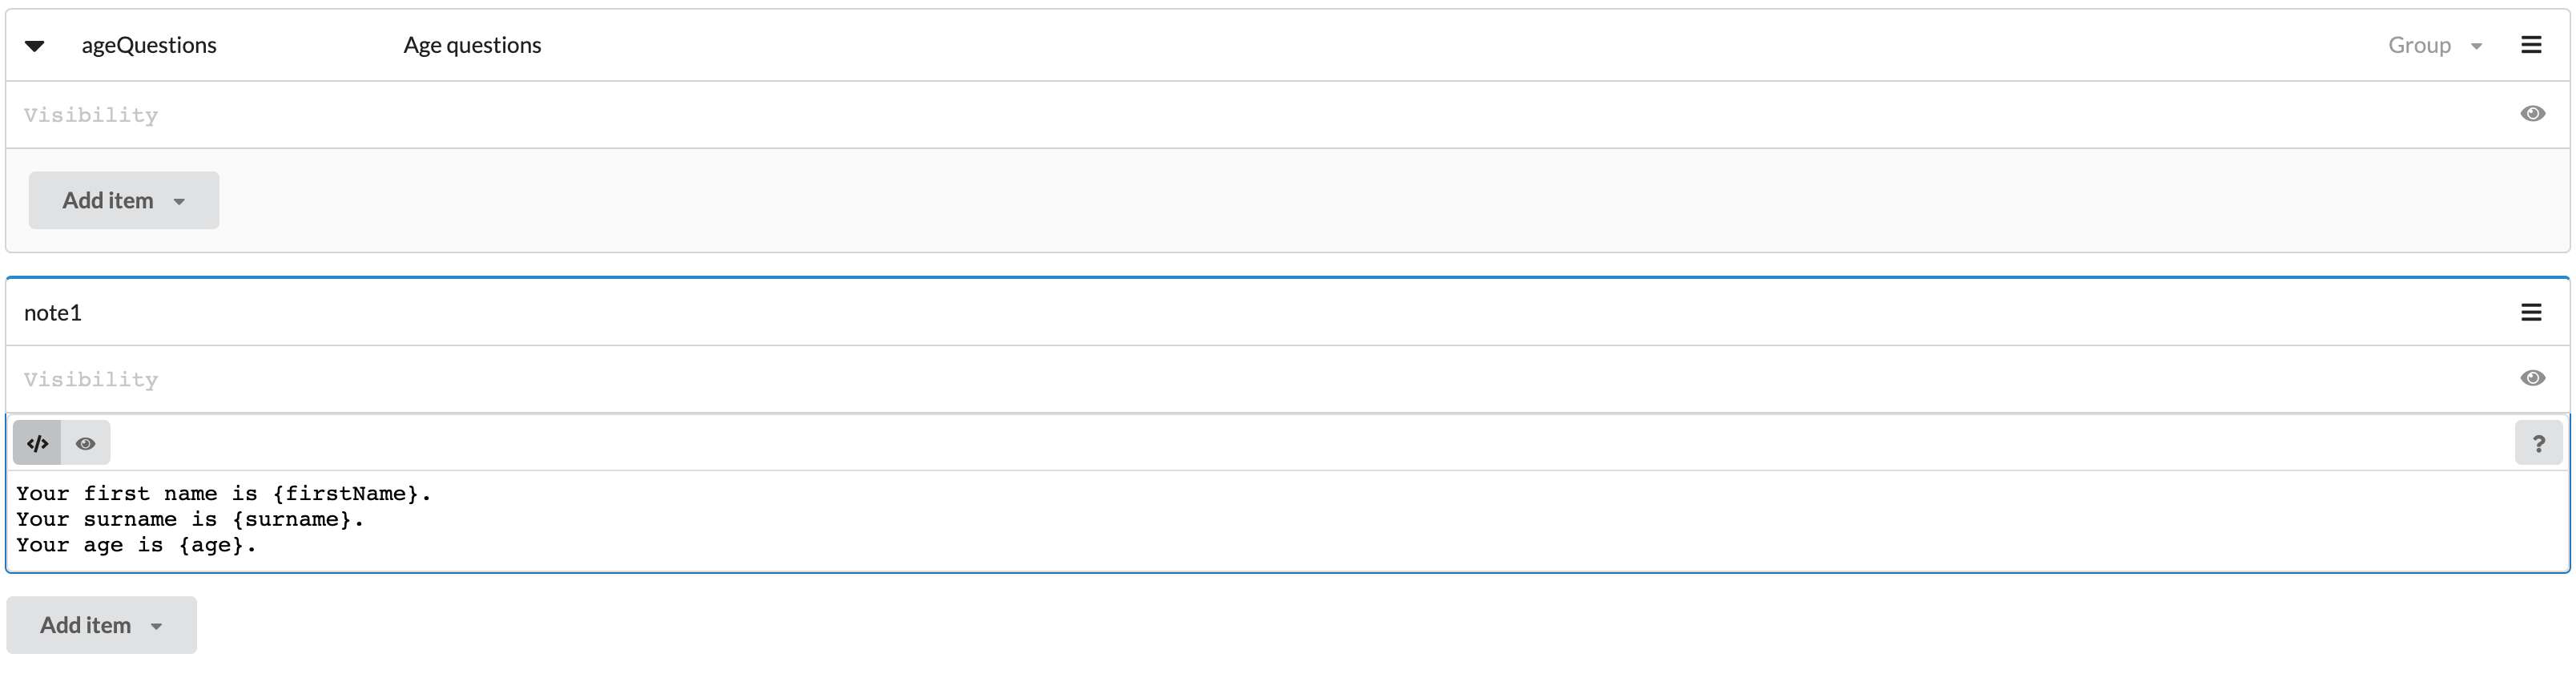 ageQuestions Age questions Group
Visibility
Add item
note1
Visibility
</> ?
Your first name is {firstName}.
Your surname is {surname}.
Your age is {age}.
Add item